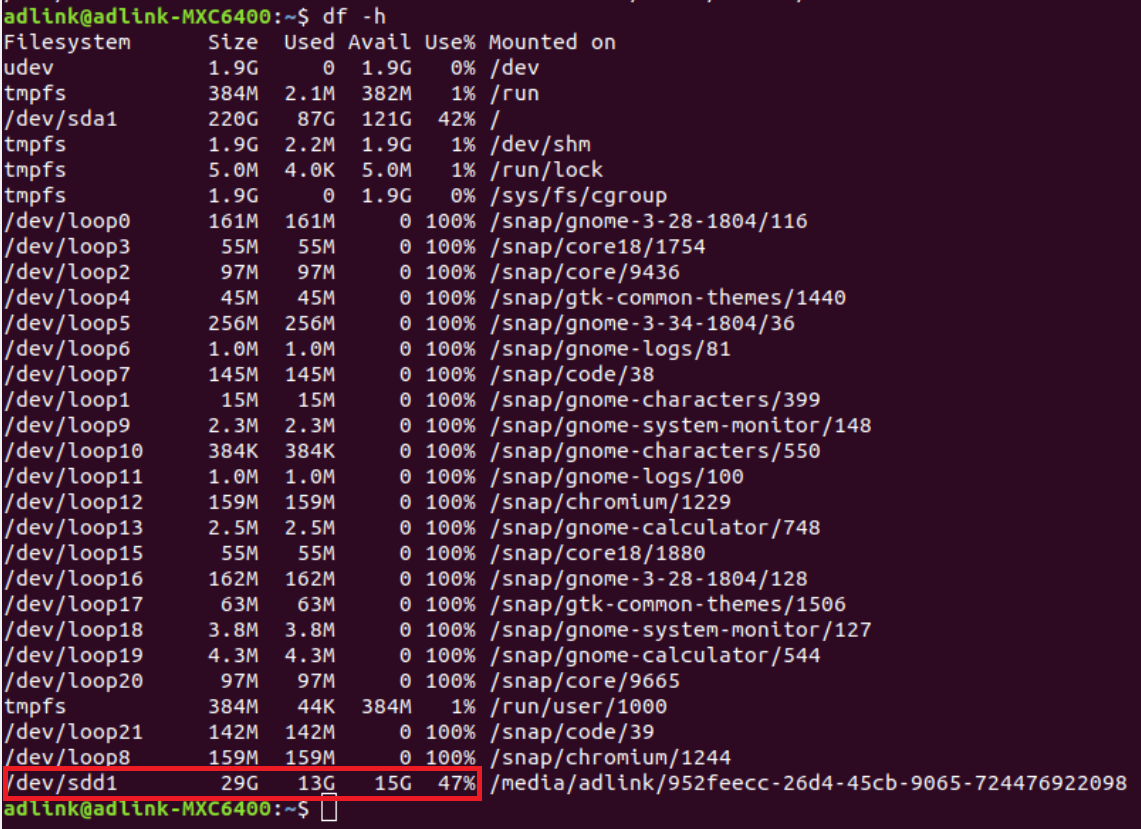 adlink@adlink-MXC6400:~$ df -h
Filesystem      Size  Used Avail Use% Mounted on
udev            1.9G     0  1.9G   0% /dev
tmpfs           384M  2.1M  382M   1% /run
/dev/sda1       220G   87G  121G  42% /
tmpfs           1.9G  2.2M  1.9G   1% /dev/shm
tmpfs           5.0M  4.0K  5.0M   1% /run/lock
tmpfs           1.9G     0  1.9G   0% /sys/fs/cgroup
/dev/loop0      161M  161M     0 100% /snap/gnome-3-28-1804/116
/dev/loop3       55M   55M     0 100% /snap/core18/1754
/dev/loop2       97M   97M     0 100% /snap/core/9436
/dev/loop4       45M   45M     0 100% /snap/gtk-common-themes/1440
/dev/loop5      256M  256M     0 100% /snap/gnome-3-34-1804/36
/dev/loop6      1.0M  1.0M     0 100% /snap/gnome-logs/81
/dev/loop7      145M  145M     0 100% /snap/code/38
/dev/loop1       15M   15M     0 100% /snap/gnome-characters/399
/dev/loop9      2.3M  2.3M     0 100% /snap/gnome-system-monitor/148
/dev/loop10     384K  384K     0 100% /snap/gnome-characters/550
/dev/loop11     1.0M  1.0M     0 100% /snap/gnome-logs/100
/dev/loop12     159M  159M     0 100% /snap/chromium/1229
/dev/loop13     2.5M  2.5M     0 100% /snap/gnome-calculator/748
/dev/loop15      55M   55M     0 100% /snap/core18/1880
/dev/loop16     162M  162M     0 100% /snap/gnome-3-28-1804/128
/dev/loop17      63M   63M     0 100% /snap/gtk-common-themes/1506
/dev/loop18     3.8M  3.8M     0 100% /snap/gnome-system-monitor/127
/dev/loop19     4.3M  4.3M     0 100% /snap/gnome-calculator/544
/dev/loop20      97M   97M     0 100% /snap/core/9665
tmpfs           384M   44K  384M   1% /run/user/1000
/dev/loop21     142M  142M     0 100% /snap/code/39
/dev/loop8      159M  159M     0 100% /snap/chromium/1244
/dev/sdd1        29G   13G   15G  47% /media/adlink/952feecc-26d4-45cb-9065-724476922098
adlink@adlink-MXC6400:~$